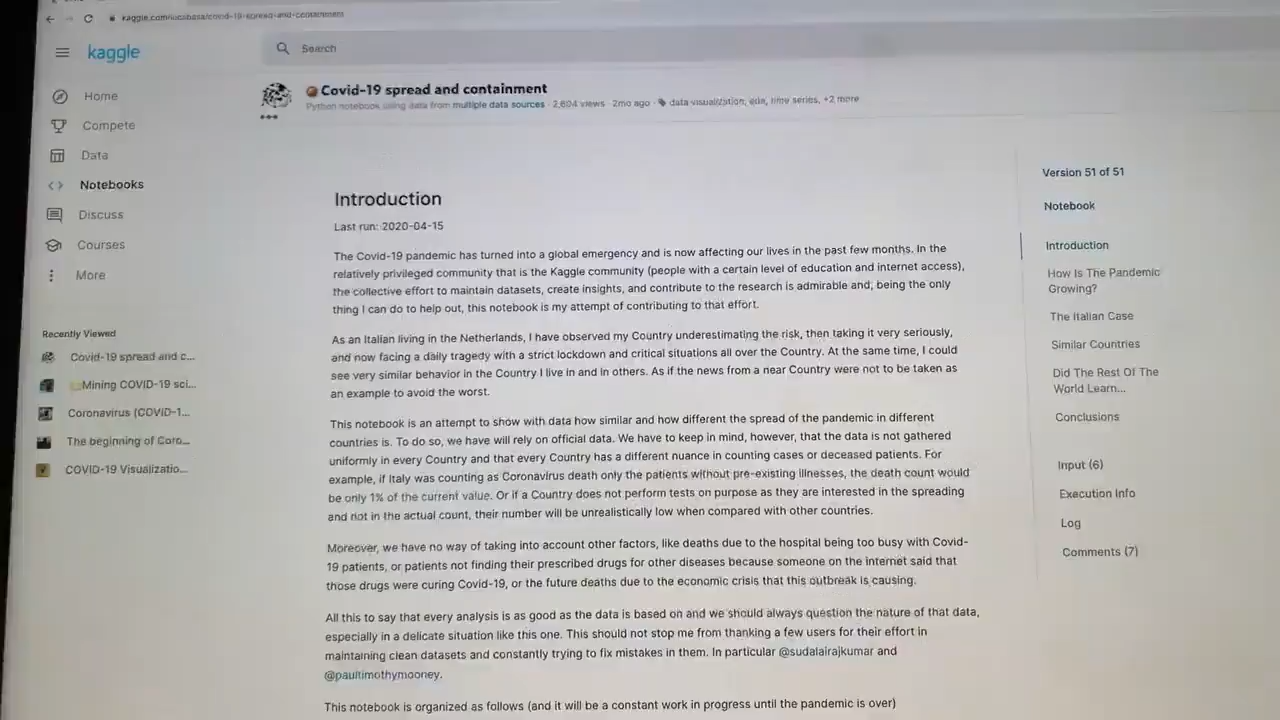 kaggle.com/lucabasa/covid-19-spread-and-containment
kaggle
Search
Covid-19 spread and containment
Python notebook using data from multiple data sources · 2,604 views · 2mo ago · data visualization, eda, time series, +2 more
Home
Compete
Data
Notebooks
Discuss
Courses
More
Recently Viewed
Covid-19 spread and c...
Mining COVID-19 sci...
Coronavirus (COVID-1...
The beginning of Coro...
COVID-19 Visualizatio...
Introduction
Last run: 2020-04-15
The Covid-19 pandemic has turned into a global emergency and is now affecting our lives in the past few months. In the
relatively privileged community that is the Kaggle community (people with a certain level of education and internet access),
the collective effort to maintain datasets, create insights, and contribute to the research is admirable and, being the only
thing I can do to help out, this notebook is my attempt of contributing to that effort.
As an Italian living in the Netherlands, I have observed my Country underestimating the risk, then taking it very seriously,
and now facing a daily tragedy with a strict lockdown and critical situations all over the Country. At the same time, I could
see very similar behavior in the Country I live in and in others. As if the news from a near Country were not to be taken as
an example to avoid the worst.
This notebook is an attempt to show with data how similar and how different the spread of the pandemic in different
countries is. To do so, we have will rely on official data. We have to keep in mind, however, that the data is not gathered
uniformly in every Country and that every Country has a different nuance in counting cases or deceased patients. For
example, if Italy was counting as Coronavirus death only the patients without pre-existing illnesses, the death count would
be only 1% of the current value. Or if a Country does not perform tests on purpose as they are interested in the spreading
and not in the actual count, their number will be unrealistically low when compared with other countries.
Moreover, we have no way of taking into account other factors, like deaths due to the hospital being too busy with Covid-
19 patients, or patients not finding their prescribed drugs for other diseases because someone on the internet said that
those drugs were curing Covid-19, or the future deaths due to the economic crisis that this outbreak is causing.
All this to say that every analysis is as good as the data is based on and we should always question the nature of that data,
especially in a delicate situation like this one. This should not stop me from thanking a few users for their effort in
maintaining clean datasets and constantly trying to fix mistakes in them. In particular @sudalairajkumar and
@paultimothymooney.
This notebook is organized as follows (and it will be a constant work in progress until the pandemic is over)
Version 51 of 51
Notebook
Introduction
How Is The Pandemic
Growing?
The Italian Case
Similar Countries
Did The Rest Of The
World Learn...
Conclusions
Input (6)
Execution Info
Log
Comments (7)